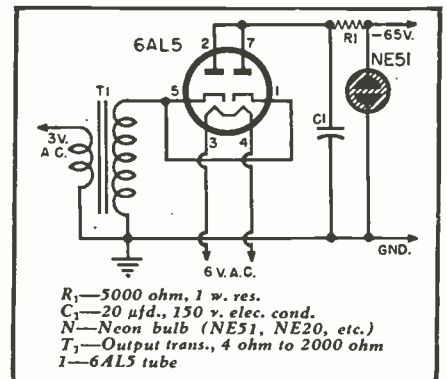 6AL5
2 7
R1
-65V.
NE51
T1
5
1
3V.
A.C.
3 4
C1
GND.
6 V. A.C.
R₁—5000 ohm, 1 w. res.
C₁—20 μfd., 150 v. elec. cond.
N—Neon bulb (NE51, NE20, etc.)
T₁—Output trans., 4 ohm to 2000 ohm
1—6AL5 tube